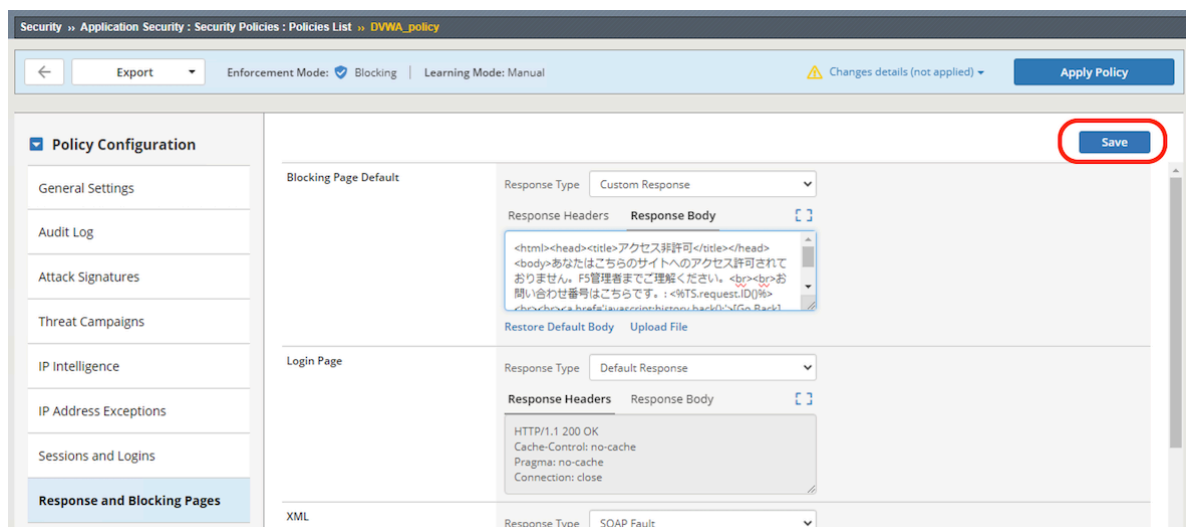 Security ›› Application Security : Security Policies : Policies List ›› DVWA_policy
Export
Enforcement Mode: Blocking | Learning Mode: Manual
Changes details (not applied)
Apply Policy
Policy Configuration
General Settings
Audit Log
Attack Signatures
Threat Campaigns
IP Intelligence
IP Address Exceptions
Sessions and Logins
Response and Blocking Pages
Save
Blocking Page Default
Response Type Custom Response
Response Headers Response Body
<html><head><title>アクセス非許可</title></head>
<body>あなたはこちらのサイトへのアクセス許可されて
おりません。F5管理者までご理解ください。<br><br>お
問い合わせ番号はこちらです。: <%TS.request.ID()%>
<br><br><a href='javascript:history.back();'>[Go Back]
Restore Default Body Upload File
Login Page
Response Type Default Response
Response Headers Response Body
HTTP/1.1 200 OK
Cache-Control: no-cache
Pragma: no-cache
Connection: close
XML
Response Type SOAP Fault